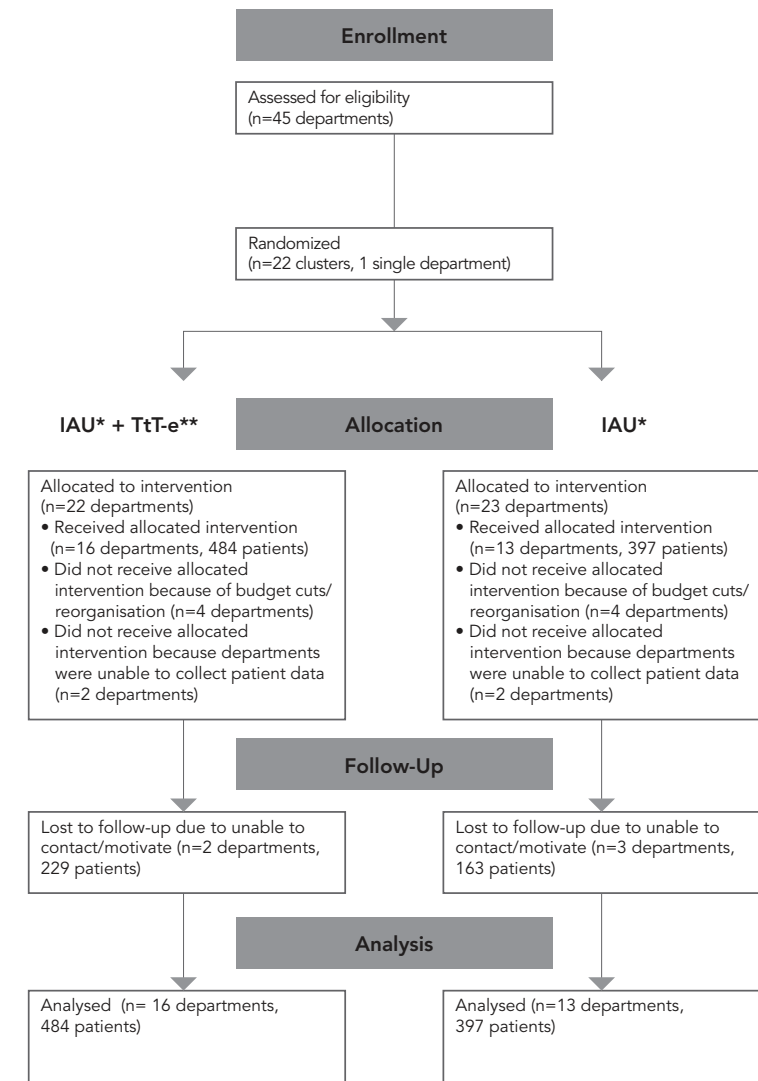 Enrollment
Assessed for eligibility
(n=45 departments)
Randomized
(n=22 clusters, 1 single department)
IAU* + TtT-e**
Allocation
IAU*
Allocated to intervention
(n=22 departments)
• Received allocated intervention
(n=16 departments, 484 patients)
• Did not receive allocated
intervention because of budget cuts/
reorganisation (n=4 departments)
• Did not receive allocated
intervention because departments
were unable to collect patient data
(n=2 departments)
Allocated to intervention
(n=23 departments)
• Received allocated intervention
(n=13 departments, 397 patients)
• Did not receive allocated
intervention because of budget cuts/
reorganisation (n=4 departments)
• Did not receive allocated
intervention because departments
were unable to collect patient data
(n=2 departments)
Follow-Up
Lost to follow-up due to unable to
contact/motivate (n=2 departments,
229 patients)
Lost to follow-up due to unable to
contact/motivate (n=3 departments,
163 patients)
Analysis
Analysed (n= 16 departments,
484 patients)
Analysed (n=13 departments,
397 patients)